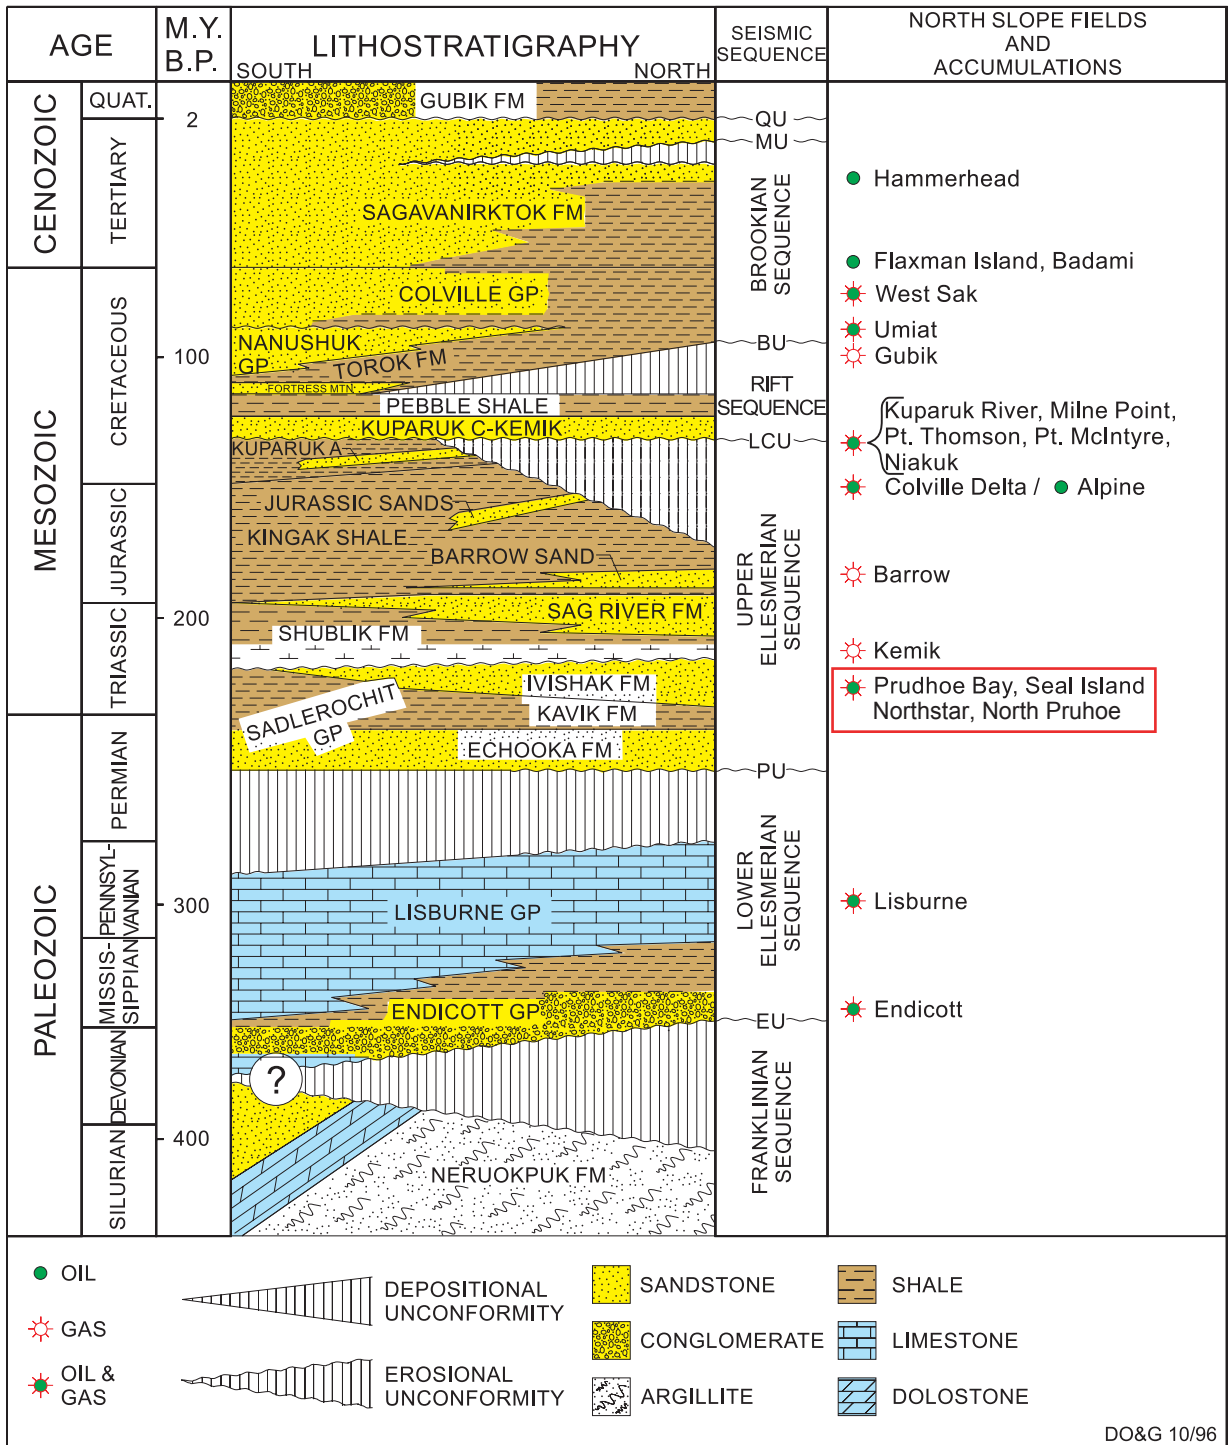 AGE
M.Y.
B.P.
LITHOSTRATIGRAPHY
SOUTH
NORTH
SEISMIC
SEQUENCE
NORTH SLOPE FIELDS
AND
ACCUMULATIONS
CENOZOIC
MESOZOIC
PALEOZOIC
QUAT.
TERTIARY
CRETACEOUS
JURASSIC
TRIASSIC
PERMIAN
PENNSYL-
VANIAN
MISSIS-
SIPPIAN
DEVONIAN
SILURIAN
2
100
200
300
400
GUBIK FM
SAGAVANIRKTOK FM
COLVILLE GP
NANUSHUK
GP
TOROK FM
FORTRESS MTN
PEBBLE SHALE
KUPARUK C-KEMIK
KUPARUK A
JURASSIC SANDS
KINGAK SHALE
BARROW SAND
SAG RIVER FM
SHUBLIK FM
IVISHAK FM
SADLEROCHIT
GP
KAVIK FM
ECHOOKA FM
LISBURNE GP
ENDICOTT GP
?
NERUOKPUK FM
QU
MU
BROOKIAN
SEQUENCE
BU
RIFT
SEQUENCE
LCU
UPPER
ELLESMERIAN
SEQUENCE
PU
LOWER
ELLESMERIAN
SEQUENCE
EU
FRANKLINIAN
SEQUENCE
Hammerhead
Flaxman Island, Badami
West Sak
Umiat
Gubik
Kuparuk River, Milne Point,
Pt. Thomson, Pt. McIntyre,
Niakuk
Colville Delta / Alpine
Barrow
Kemik
Prudhoe Bay, Seal Island
Northstar, North Pruhoe
Lisburne
Endicott
OIL
GAS
OIL &
GAS
DEPOSITIONAL
UNCONFORMITY
EROSIONAL
UNCONFORMITY
SANDSTONE
CONGLOMERATE
ARGILLITE
SHALE
LIMESTONE
DOLOSTONE
DO&G 10/96